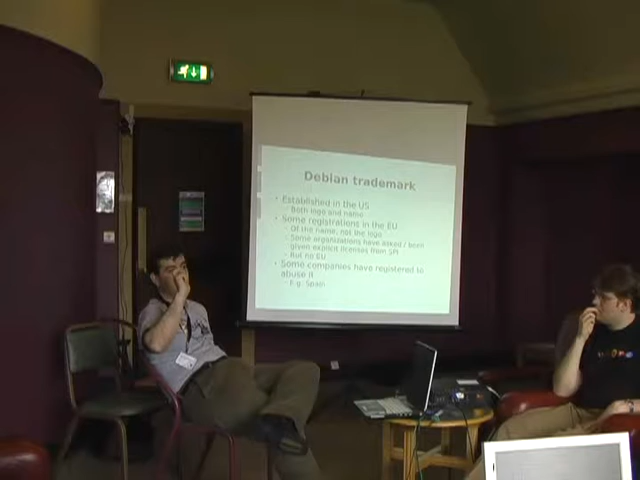 Debian trademark
Established in the US
Both logo and name
Some registrations in the EU
Of the name, not the logo
Some organizations have asked / been
given explicit licenses from SPI
But no EU
Some companies have registered to
abuse it
E.g. Spain